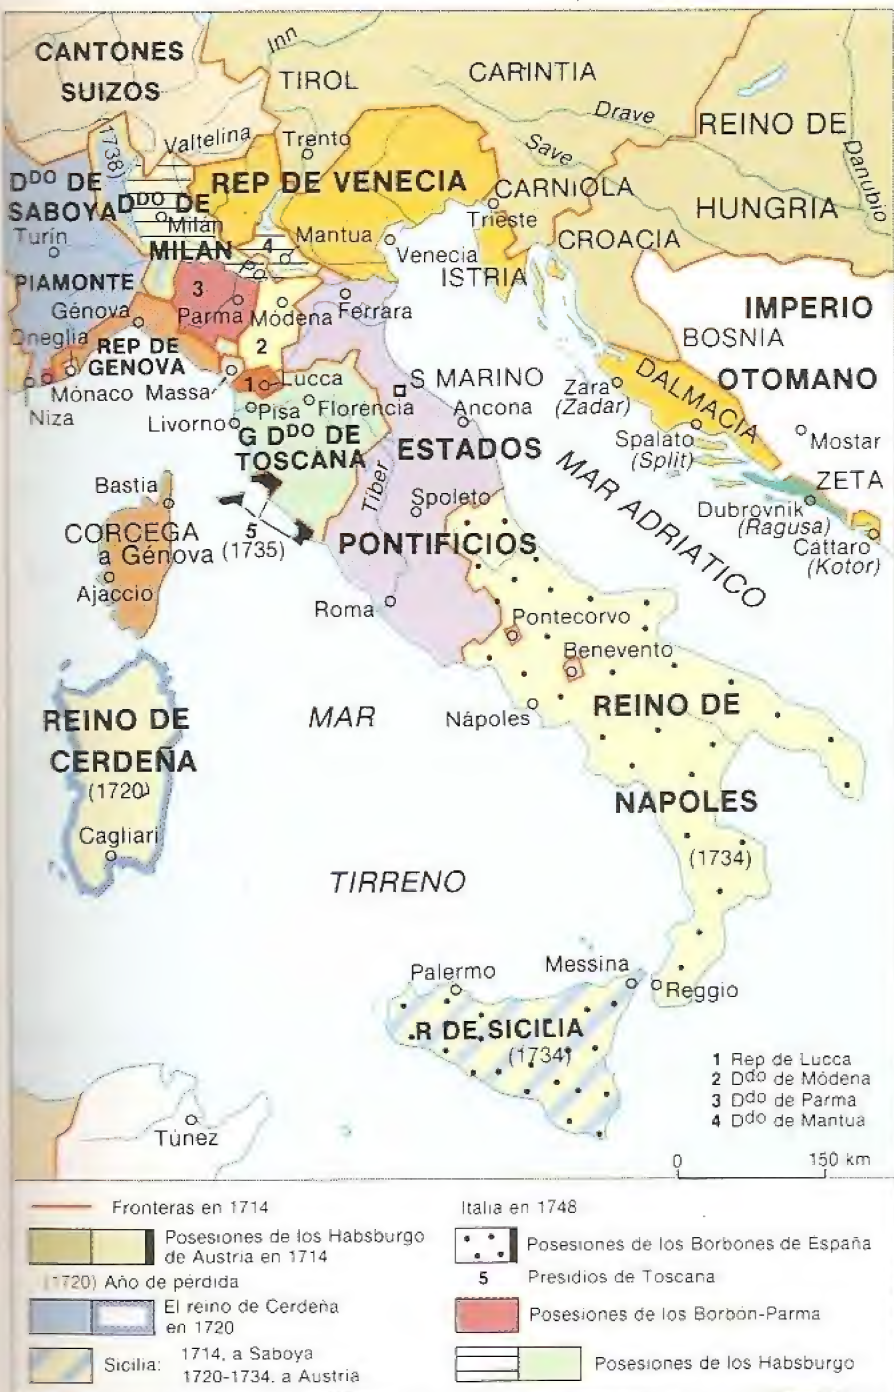 CANTONES
SUIZOS
Inn
TIROL
CARINTIA
Drave
REINO DE
HUNGRIA
Danubio
(1738)
Valtelina
Trento
Save
DDO DE
SABOYA
Turín
DDO DE
Milán
MILAN
REP DE VENECIA
CARNIOLA
Trieste
CROACIA
4
Mantua
Venecia
ISTRIA
Po
PIAMONTE
3
Génova
Parma
Módena
Ferrara
IMPERIO
OTOMANO
BOSNIA
Oneglia
REP DE
GENOVA
2
Mónaco
Massa
1
Lucca
S MARINO
Niza
Livorno
Pisa
Florencia
Ancona
Zara
(Zadar)
DALMACIA
Spalato
(Split)
Mostar
G DDO DE
TOSCANA
ESTADOS
PONTIFICIOS
Tiber
Spoleto
MAR ADRIATICO
ZETA
Dubrovnik
(Ragusa)
Cáttaro
(Kotor)
Bastia
CORCEGA
a Génova
Ajaccio
5
(1735)
Roma
Pontecorvo
Benevento
REINO DE
CERDEÑA
(1720)
Cagliari
MAR
TIRRENO
Nápoles
REINO DE
NAPOLES
(1734)
Palermo
Messina
Reggio
R DE SICILIA
(1734)
Túnez
1 Rep de Lucca
2 Ddo de Módena
3 Ddo de Parma
4 Ddo de Mantua
0 150 km
Fronteras en 1714
Posesiones de los Habsburgo
de Austria en 1714
(1720) Año de pérdida
El reino de Cerdeña
en 1720
Sicilia: 1714, a Saboya
1720-1734, a Austria
Italia en 1748
Posesiones de los Borbones de España
5 Presidios de Toscana
Posesiones de los Borbón-Parma
Posesiones de los Habsburgo